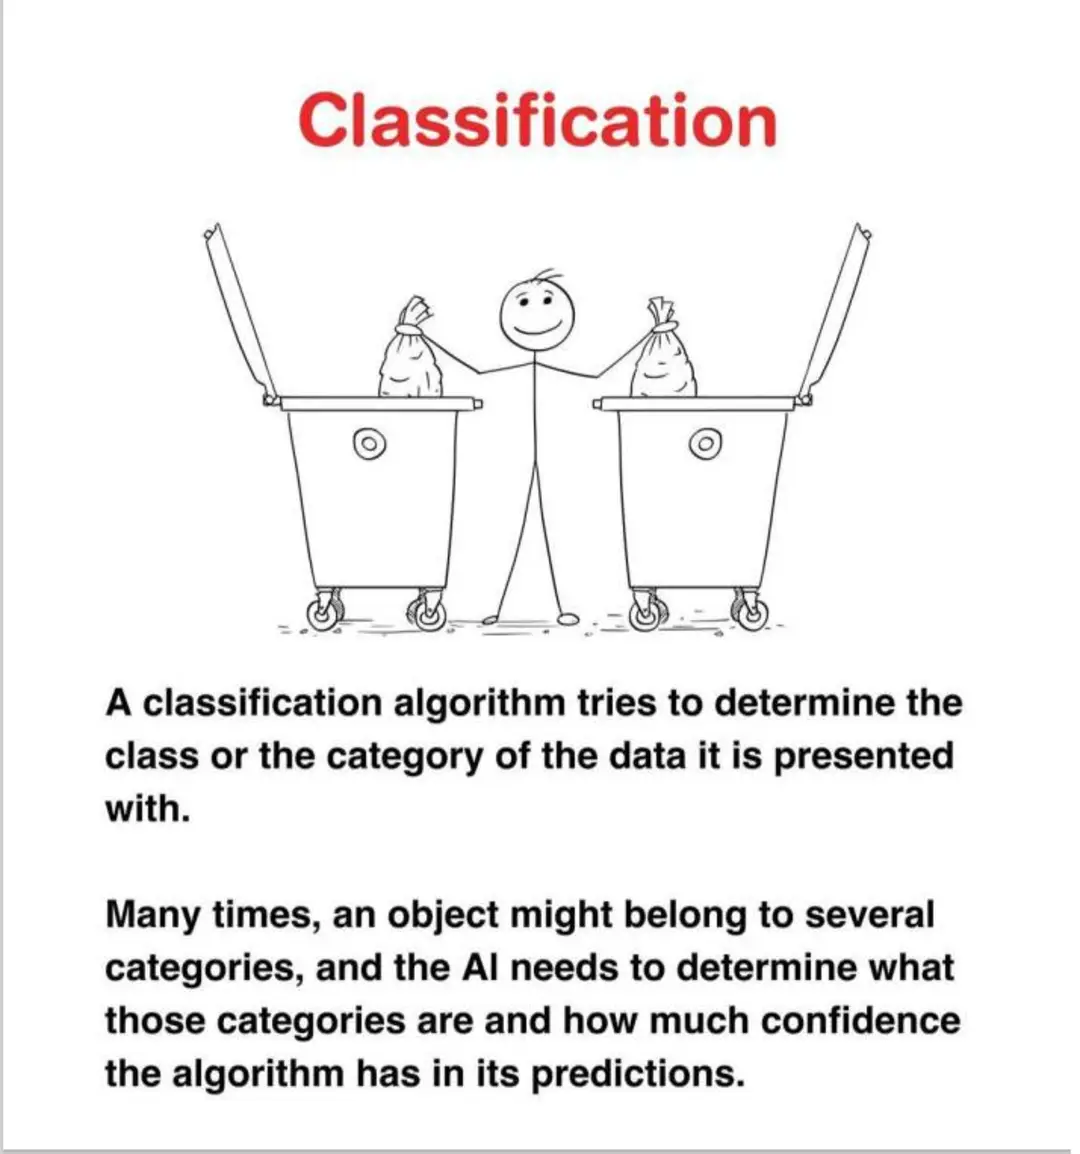 Classification
A classification algorithm tries to determine the
class or the category of the data it is presented
with.
Many times, an object might belong to several
categories, and the AI needs to determine what
those categories are and how much confidence
the algorithm has in its predictions.